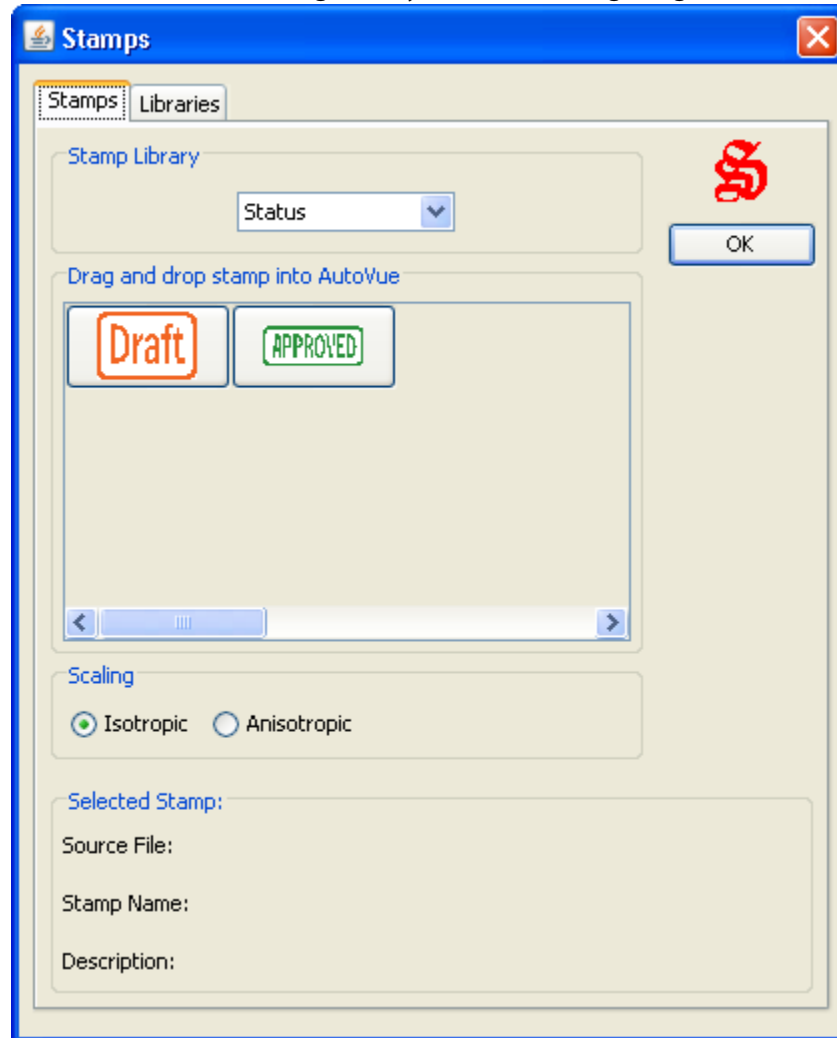 Stamps
Stamps Libraries
Stamp Library
S
Status
OK
Drag and drop stamp into AutoVue
Draft APPROVED
Scaling
Isotropic Anisotropic
Selected Stamp:
Source File:
Stamp Name:
Description: